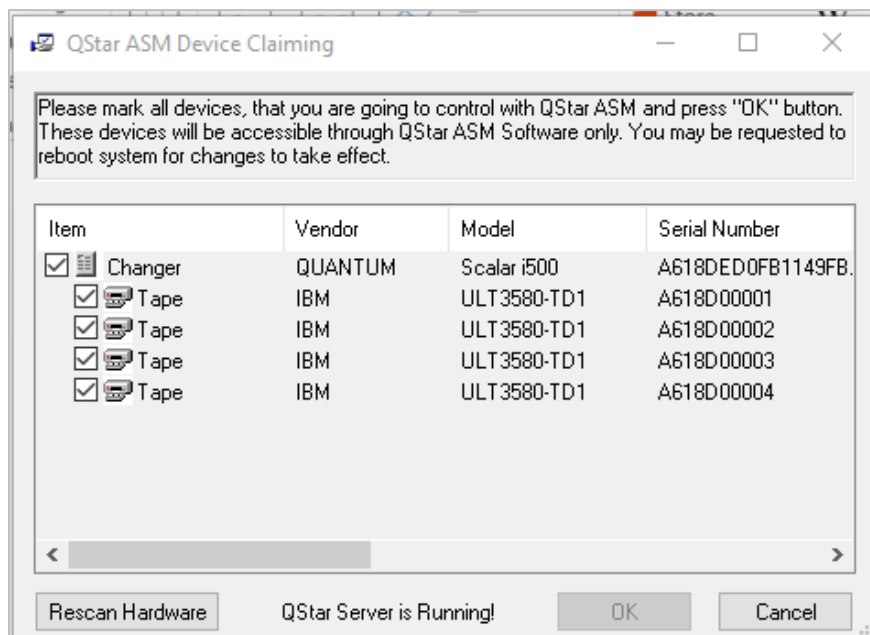 QStar ASM Device Claiming
Please mark all devices, that you are going to control with QStar ASM and press "OK" button.
These devices will be accessible through QStar ASM Software only. You may be requested to
reboot system for changes to take effect.
Item Vendor Model Serial Number
Changer QUANTUM Scalar i500 A618DED0FB1149FB.
Tape IBM ULT3580-TD1 A618D00001
Tape IBM ULT3580-TD1 A618D00002
Tape IBM ULT3580-TD1 A618D00003
Tape IBM ULT3580-TD1 A618D00004
Rescan Hardware QStar Server is Running! OK Cancel